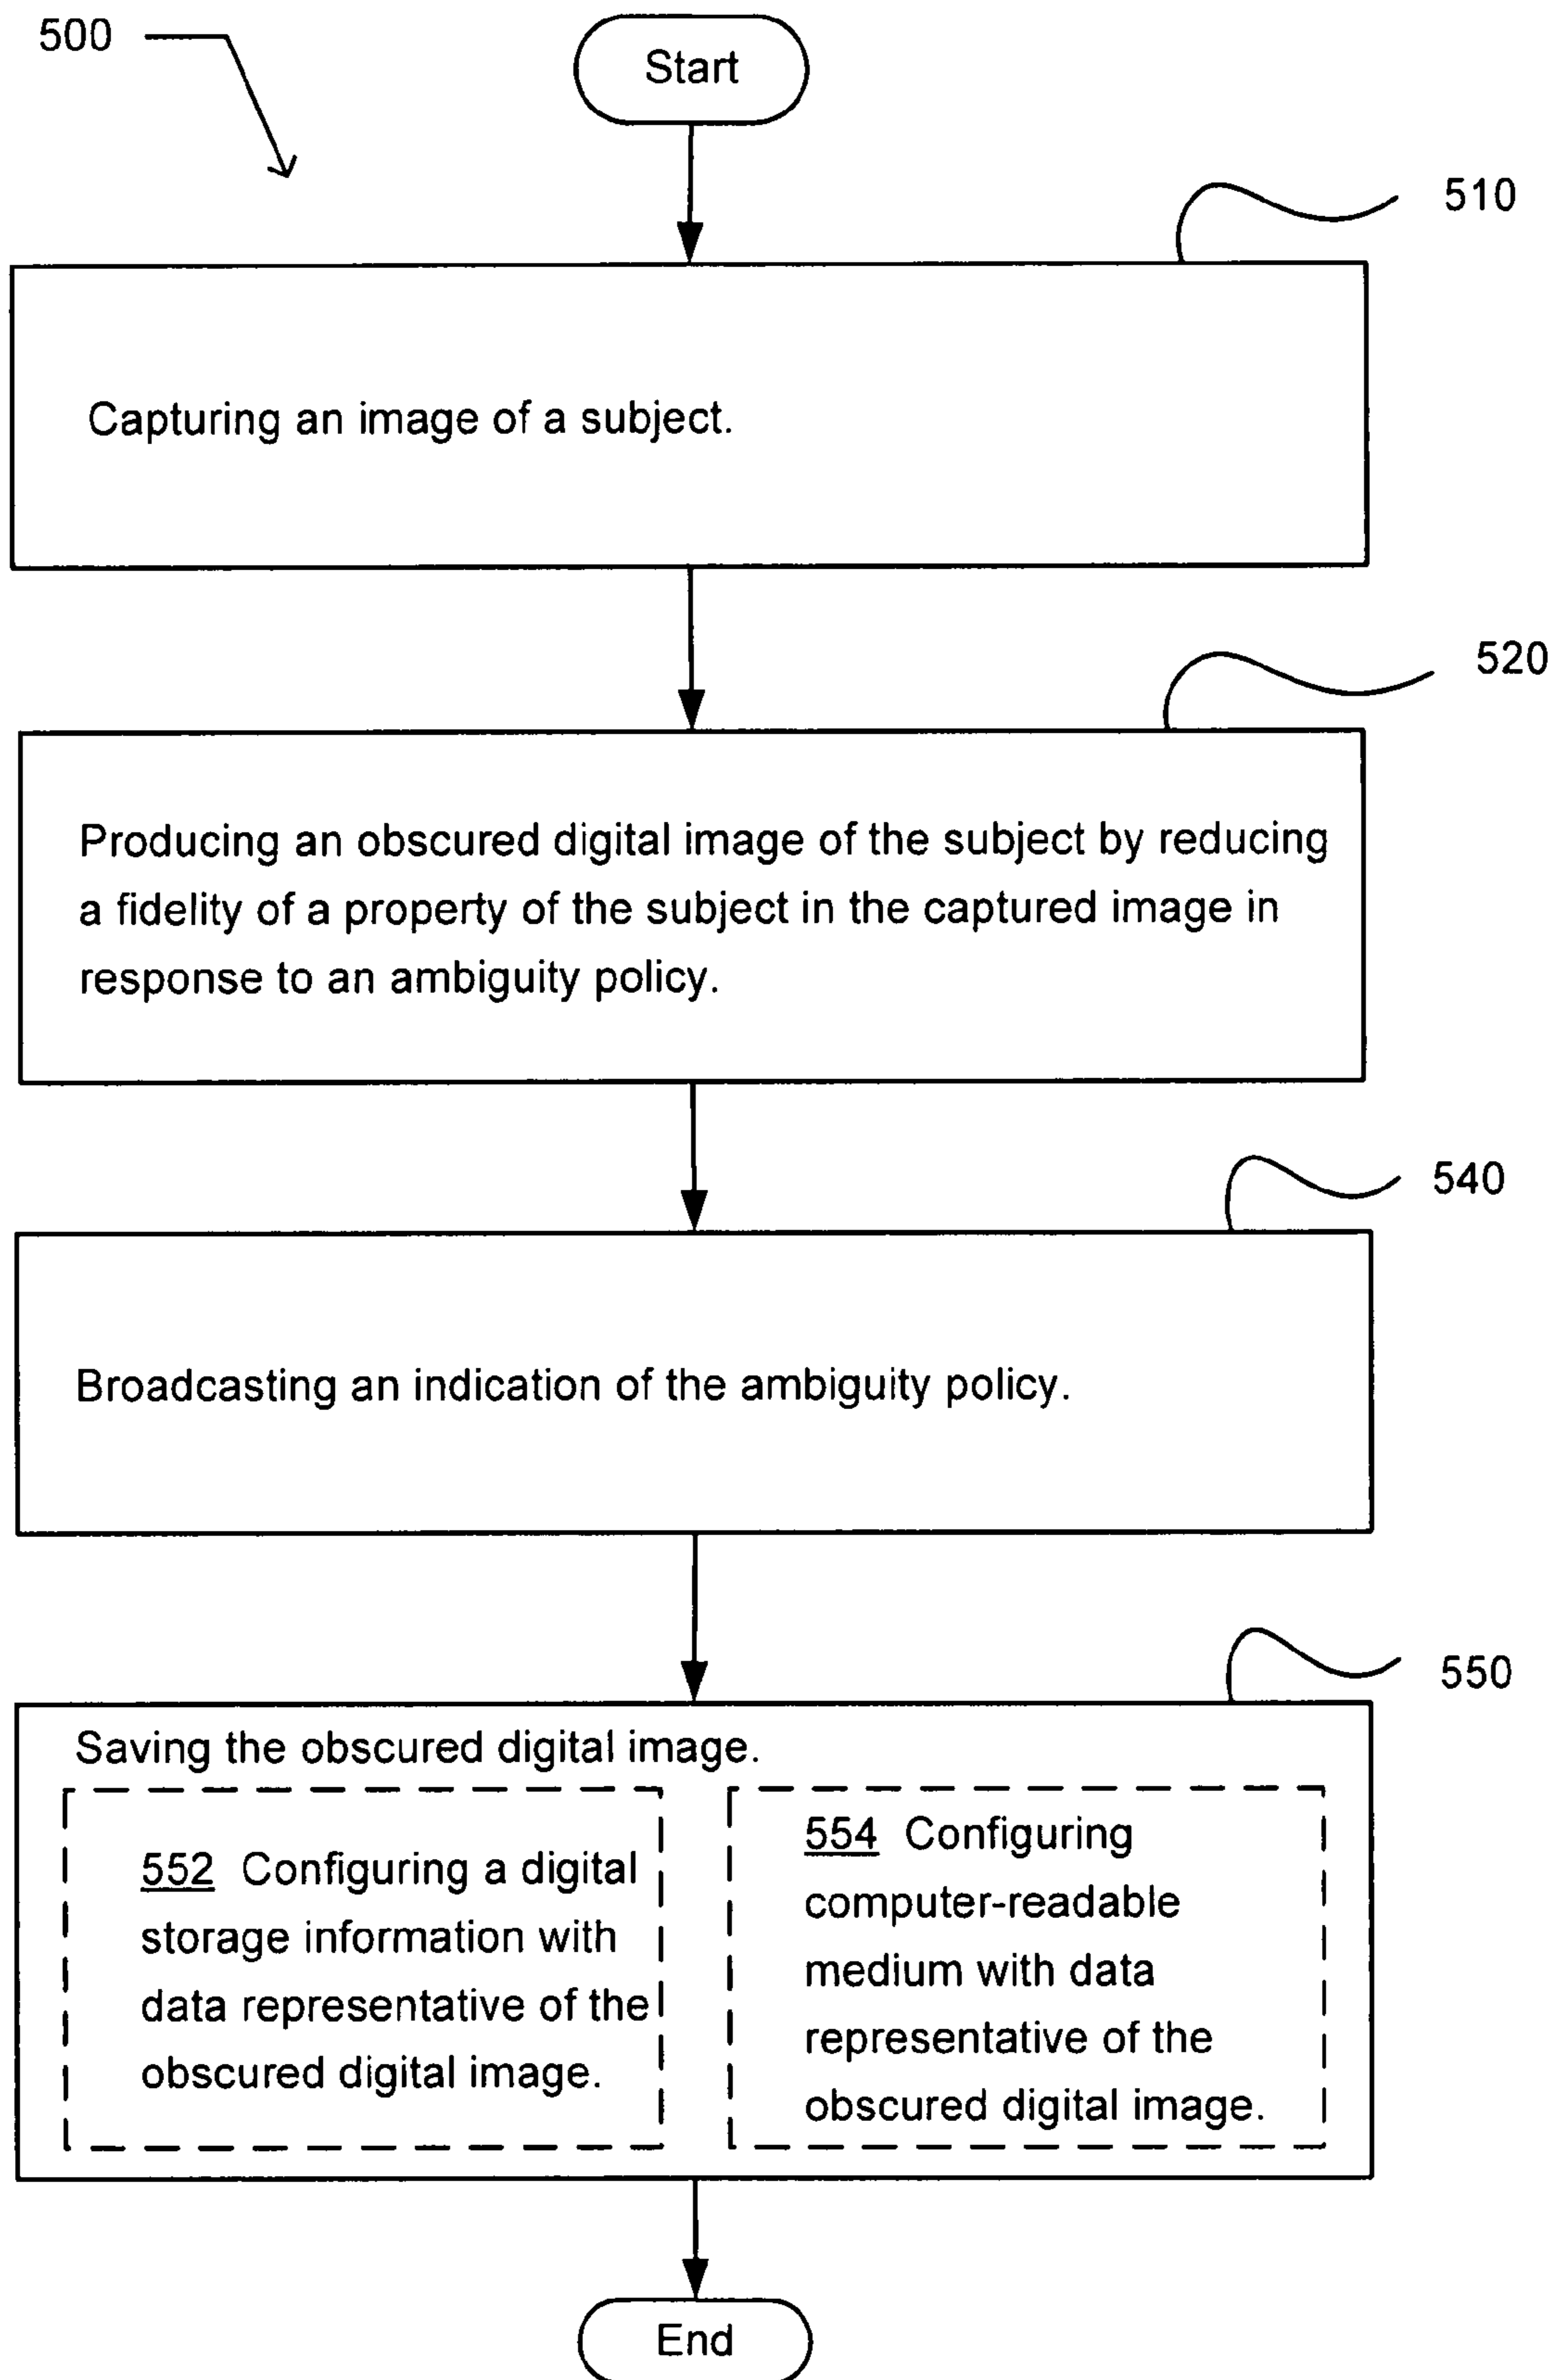 500
Start
510
Capturing an image of a subject.
520
Producing an obscured digital image of the subject by reducing
a fidelity of a property of the subject in the captured image in
response to an ambiguity policy.
540
Broadcasting an indication of the ambiguity policy.
550
Saving the obscured digital image.
552 Configuring a digital
storage information with
data representative of the
obscured digital image.
554 Configuring
computer-readable
medium with data
representative of the
obscured digital image.
End